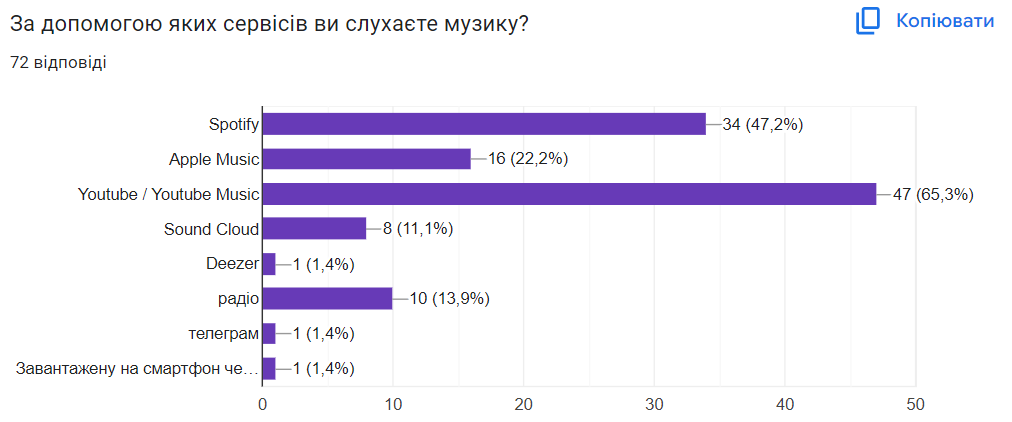 За допомогою яких сервісів ви слухаєте музику?
Копіювати
72 відповіді
Spotify 34 (47,2%)
Apple Music 16 (22,2%)
Youtube / Youtube Music 47 (65,3%)
Sound Cloud 8 (11,1%)
Deezer 1 (1,4%)
радіо 10 (13,9%)
телеграм 1 (1,4%)
Завантажену на смартфон че... 1 (1,4%)
0 10 20 30 40 50